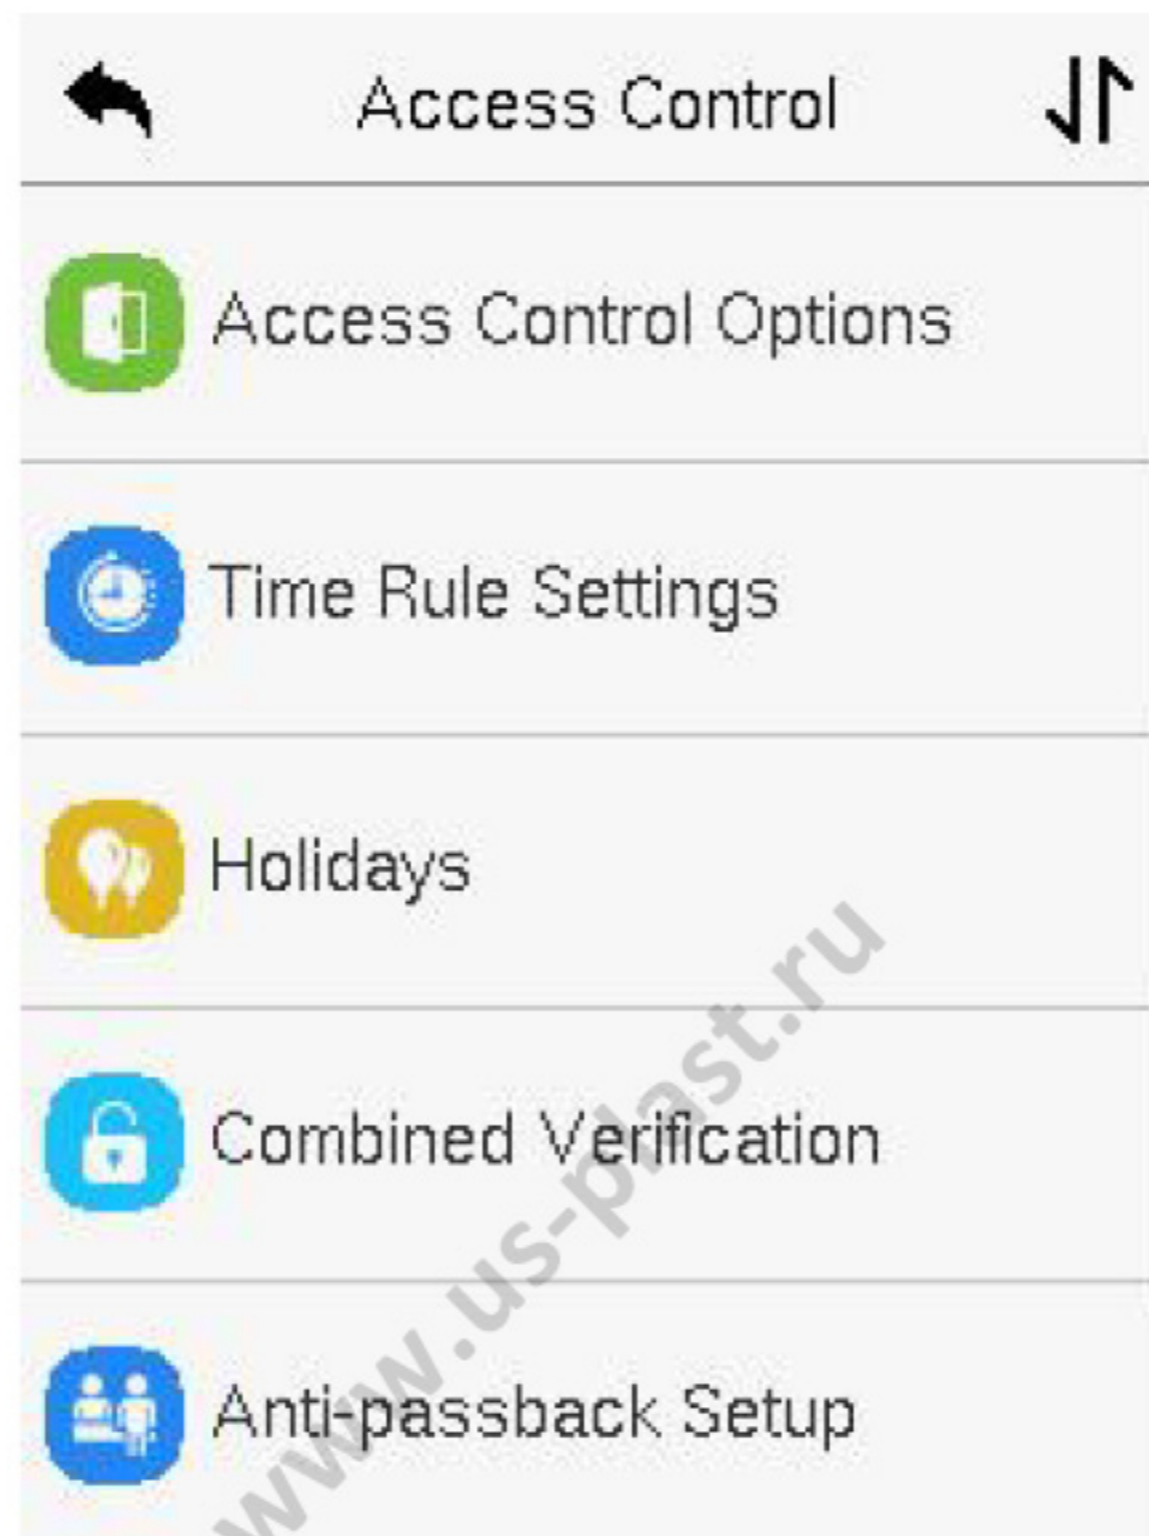 Access Control
Access Control Options
Time Rule Settings
Holidays
Combined Verification
Anti-passback Setup
www.us-plast.ru